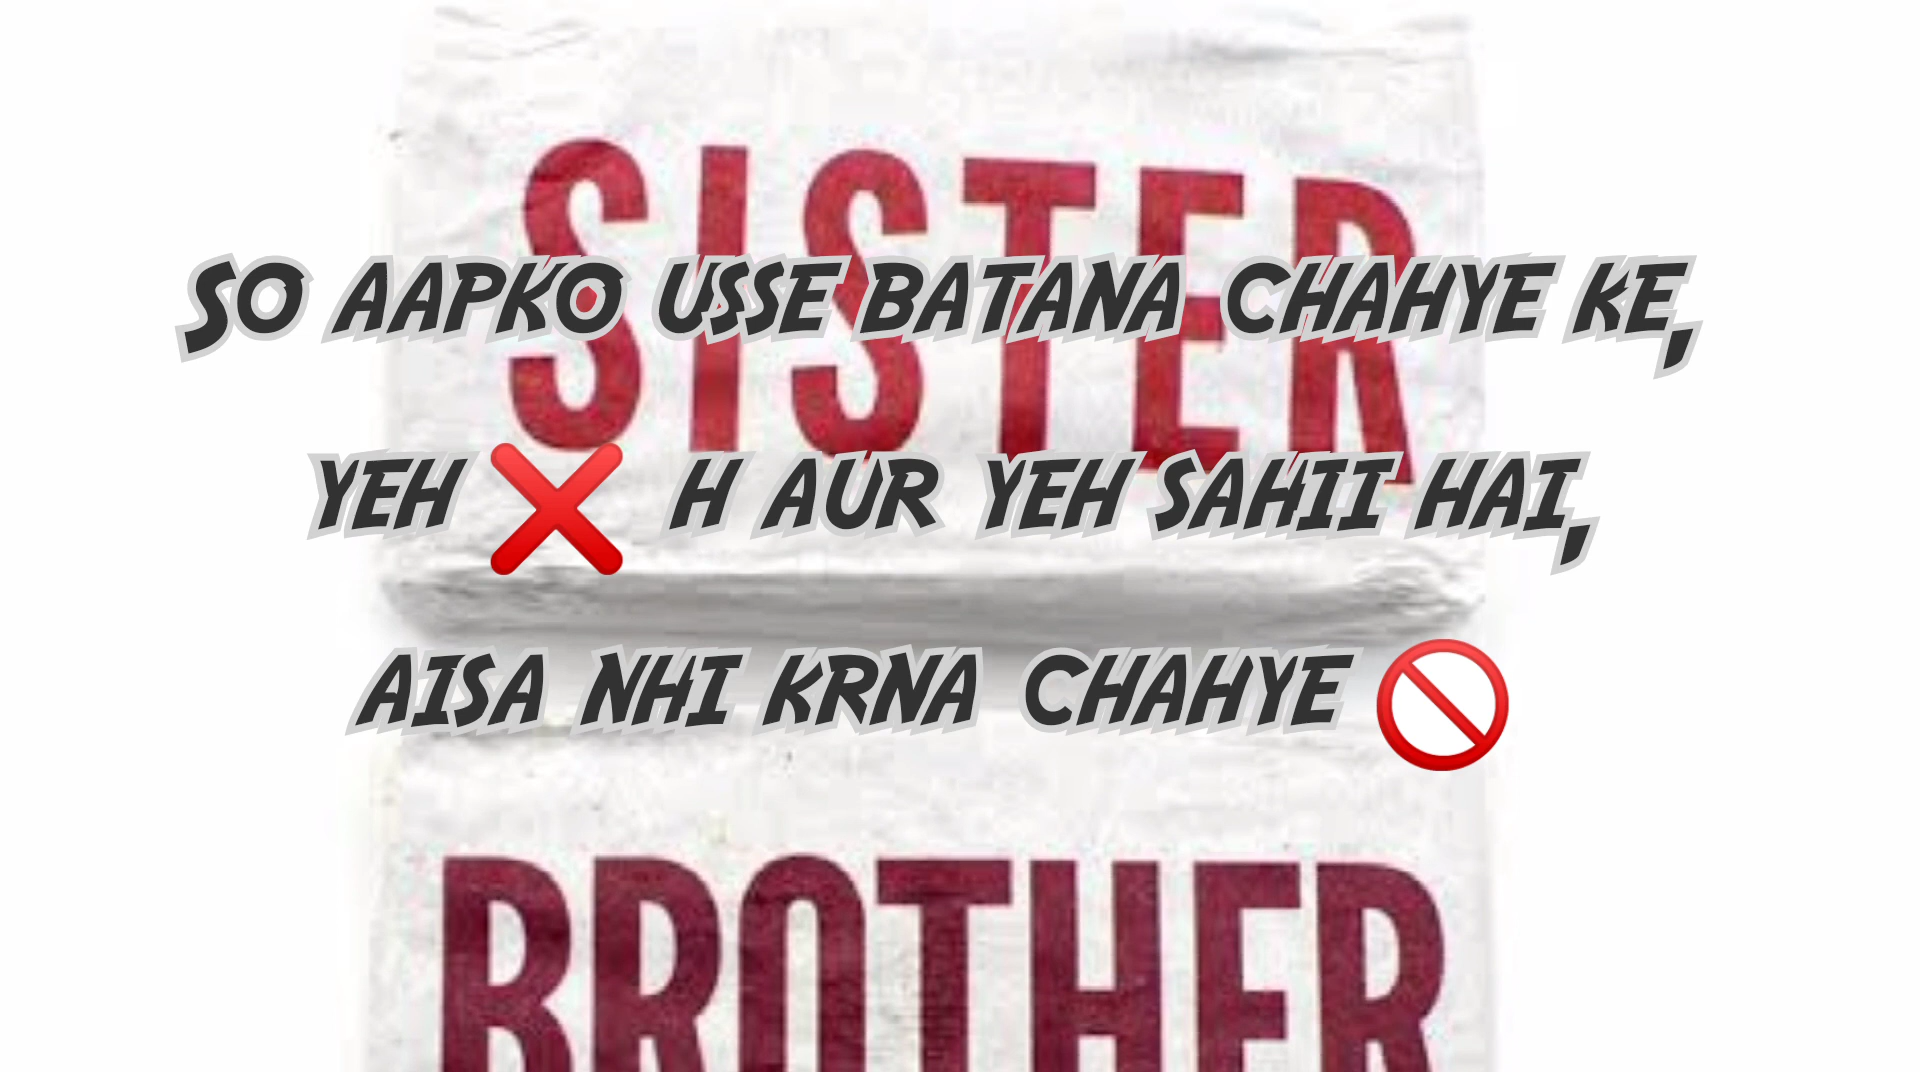 SISTER
SO AAPKO USSE BATANA CHAHYE KE,
YEH ❌ H AUR YEH SAHII HAI,
AISA NHI KRNA CHAHYE 🚫
BROTHER